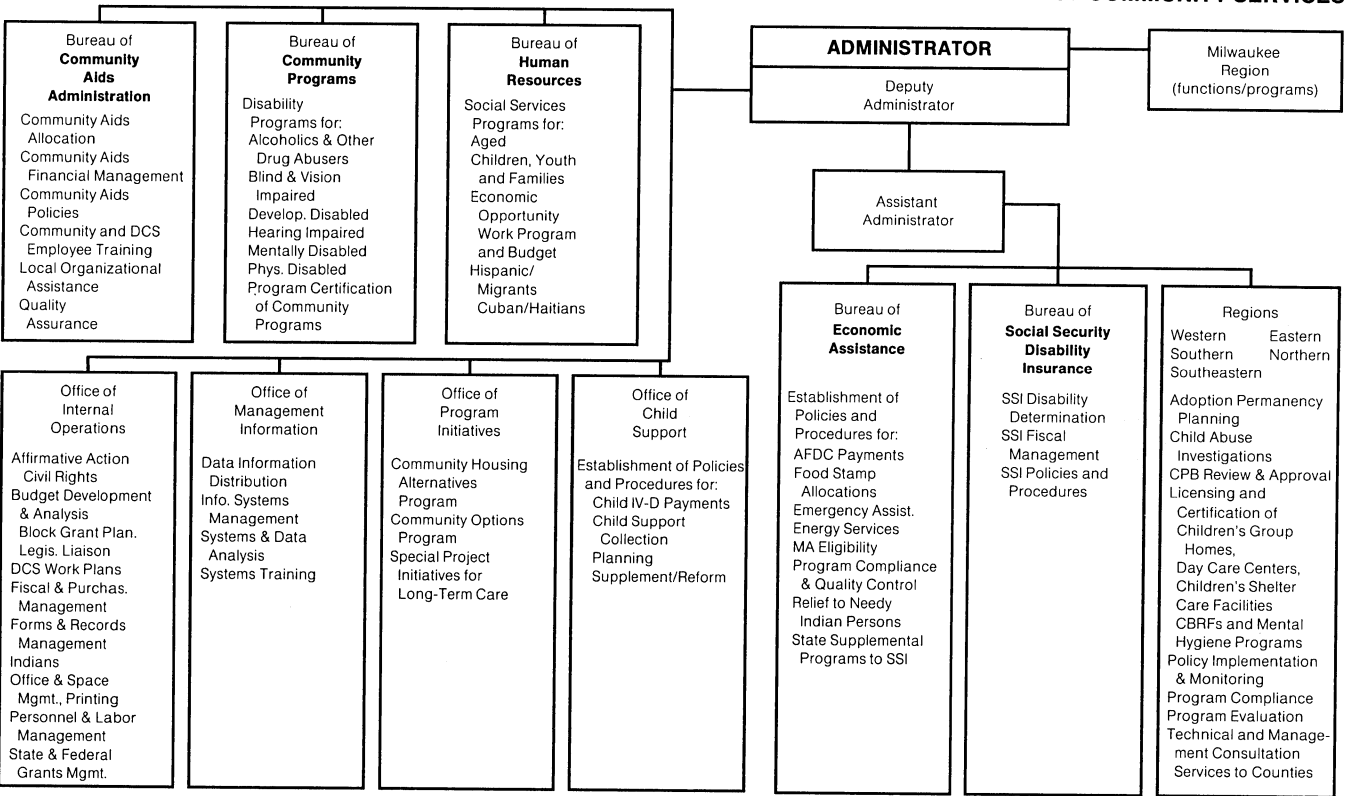 COMMUNITY SERVICES
Bureau of
Community
Aids
Administration
Community Aids
Allocation
Community Aids
Financial Management
Community Aids
Policies
Community and DCS
Employee Training
Local Organizational
Assistance
Quality
Assurance
Bureau of
Community
Programs
Disability
Programs for:
Alcoholics & Other
Drug Abusers
Blind & Vision
Impaired
Develop. Disabled
Hearing Impaired
Mentally Disabled
Phys. Disabled
Program Certification
of Community
Programs
Bureau of
Human
Resources
Social Services
Programs for:
Aged
Children, Youth
and Families
Economic
Opportunity
Work Program
and Budget
Hispanic/
Migrants
Cuban/Haitians
ADMINISTRATOR
Deputy
Administrator
Milwaukee
Region
(functions/programs)
Assistant
Administrator
Office of
Internal
Operations
Affirmative Action
Civil Rights
Budget Development
& Analysis
Block Grant Plan.
Legis. Liaison
DCS Work Plans
Fiscal & Purchas.
Management
Forms & Records
Management
Indians
Office & Space
Mgmt., Printing
Personnel & Labor
Management
State & Federal
Grants Mgmt.
Office of
Management
Information
Data Information
Distribution
Info. Systems
Management
Systems & Data
Analysis
Systems Training
Office of
Program
Initiatives
Community Housing
Alternatives
Program
Community Options
Program
Special Project
Initiatives for
Long-Term Care
Office of
Child
Support
Establishment of Policies
and Procedures for:
Child IV-D Payments
Child Support
Collection
Planning
Supplement/Reform
Bureau of
Economic
Assistance
Establishment of
Policies and
Procedures for:
AFDC Payments
Food Stamp
Allocations
Emergency Assist.
Energy Services
MA Eligibility
Program Compliance
& Quality Control
Relief to Needy
Indian Persons
State Supplemental
Programs to SSI
Bureau of
Social Security
Disability
Insurance
SSI Disability
Determination
SSI Fiscal
Management
SSI Policies and
Procedures
Regions
Western Eastern
Southern Northern
Southeastern
Adoption Permanency
Planning
Child Abuse
Investigations
CPB Review & Approval
Licensing and
Certification of
Children's Group
Homes,
Day Care Centers,
Children's Shelter
Care Facilities
CBRFs and Mental
Hygiene Programs
Policy Implementation
& Monitoring
Program Compliance
Program Evaluation
Technical and Manage-
ment Consultation
Services to Counties